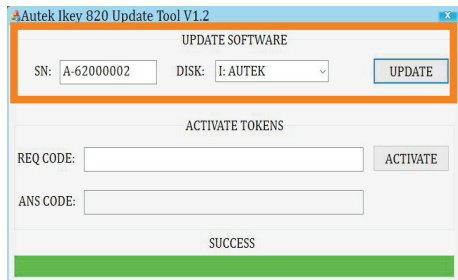 Autek Ikey 820 Update Tool V1.2 x
UPDATE SOFTWARE
SN: A-62000002 DISK: I: AUTEK UPDATE
ACTIVATE TOKENS
REQ CODE: ACTIVATE
ANS CODE:
SUCCESS